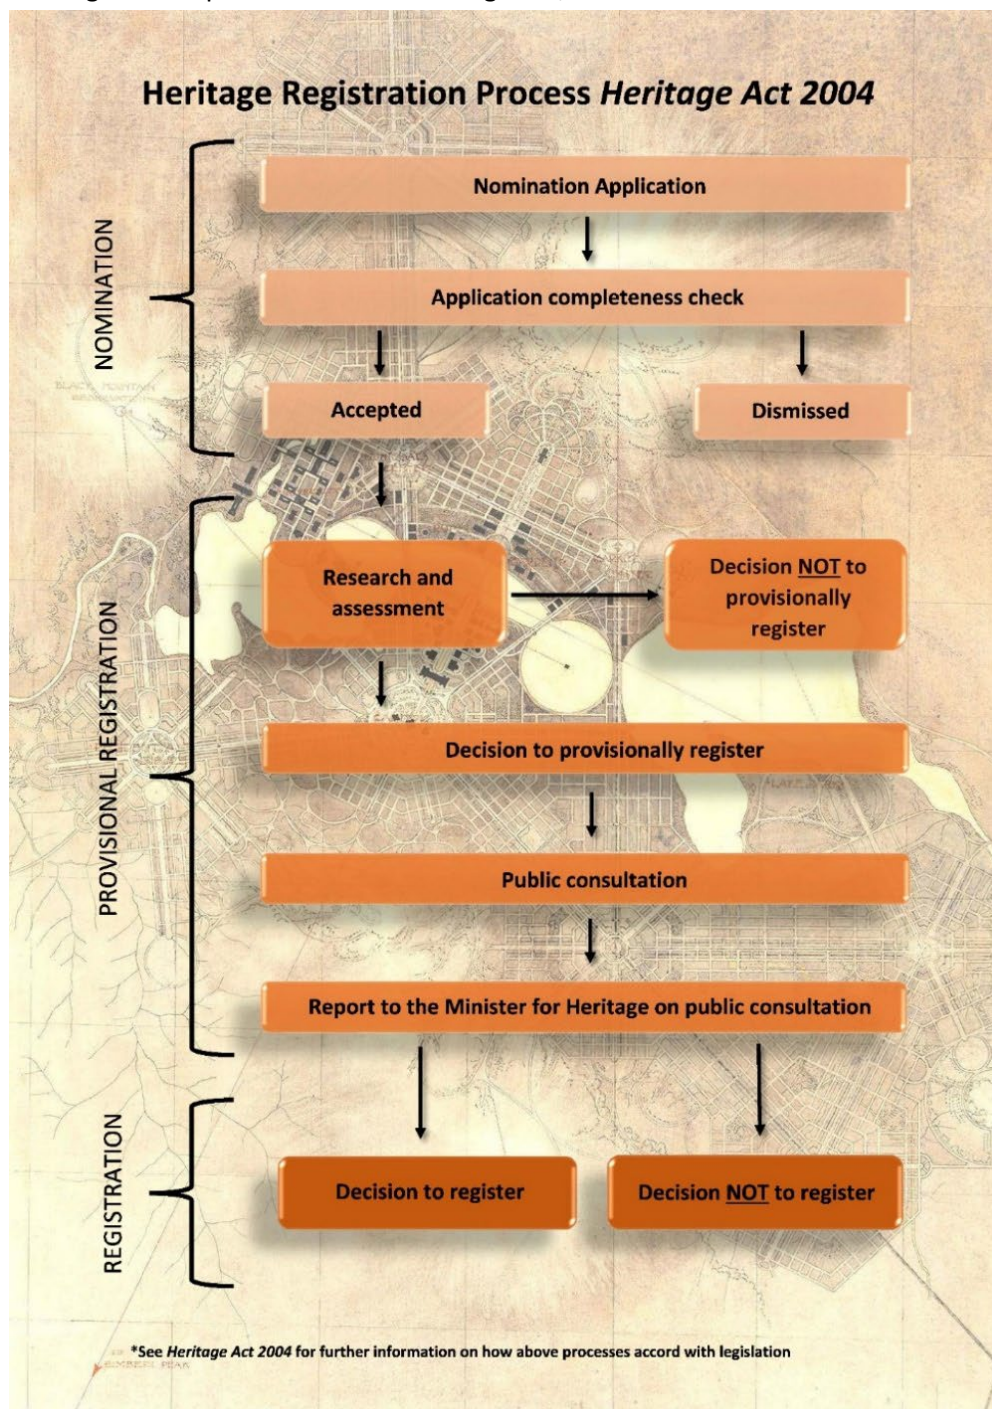 Heritage Registration Process Heritage Act 2004
NOMINATION
Nomination Application
Application completeness check
Accepted
Dismissed
PROVISIONAL REGISTRATION
Research and
assessment
Decision NOT to
provisionally
register
Decision to provisionally register
Public consultation
Report to the Minister for Heritage on public consultation
REGISTRATION
Decision to register
Decision NOT to register
*See Heritage Act 2004 for further information on how above processes accord with legislation
BLACK MOUNTAIN